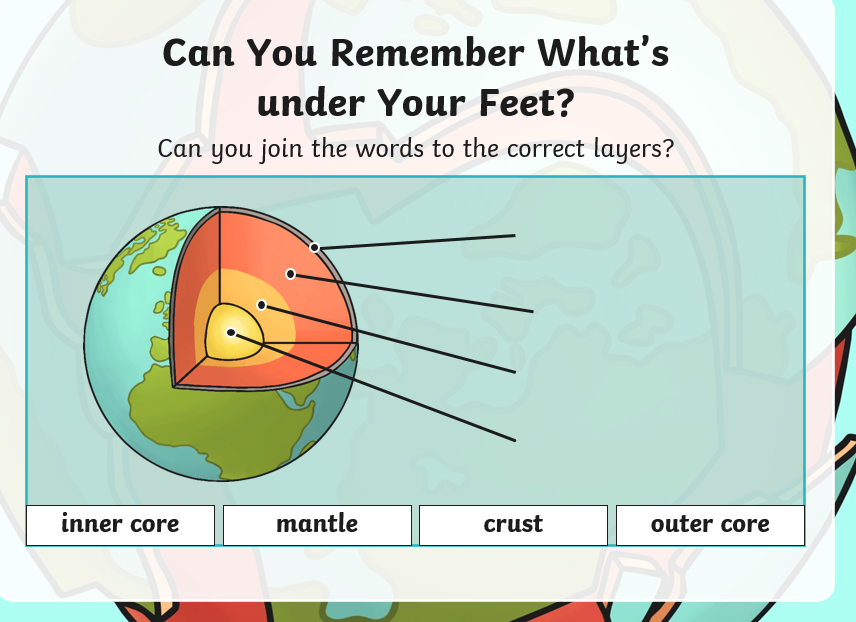 Can You Remember What's
under Your Feet?
Can you join the words to the correct layers?
inner core
mantle
crust
outer core